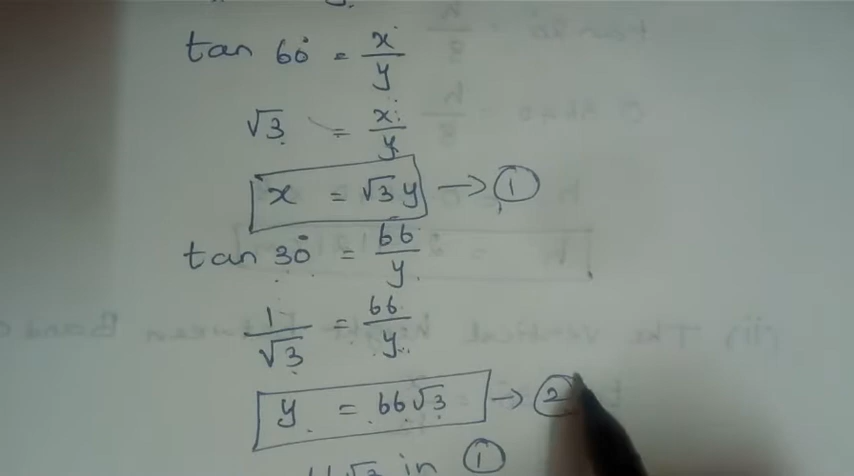 tan 60° = x/y
√3 = x/y
x = √3 y → ①
tan 30° = 66/y
1/√3 = 66/y
y = 66√3 → ②
in ①